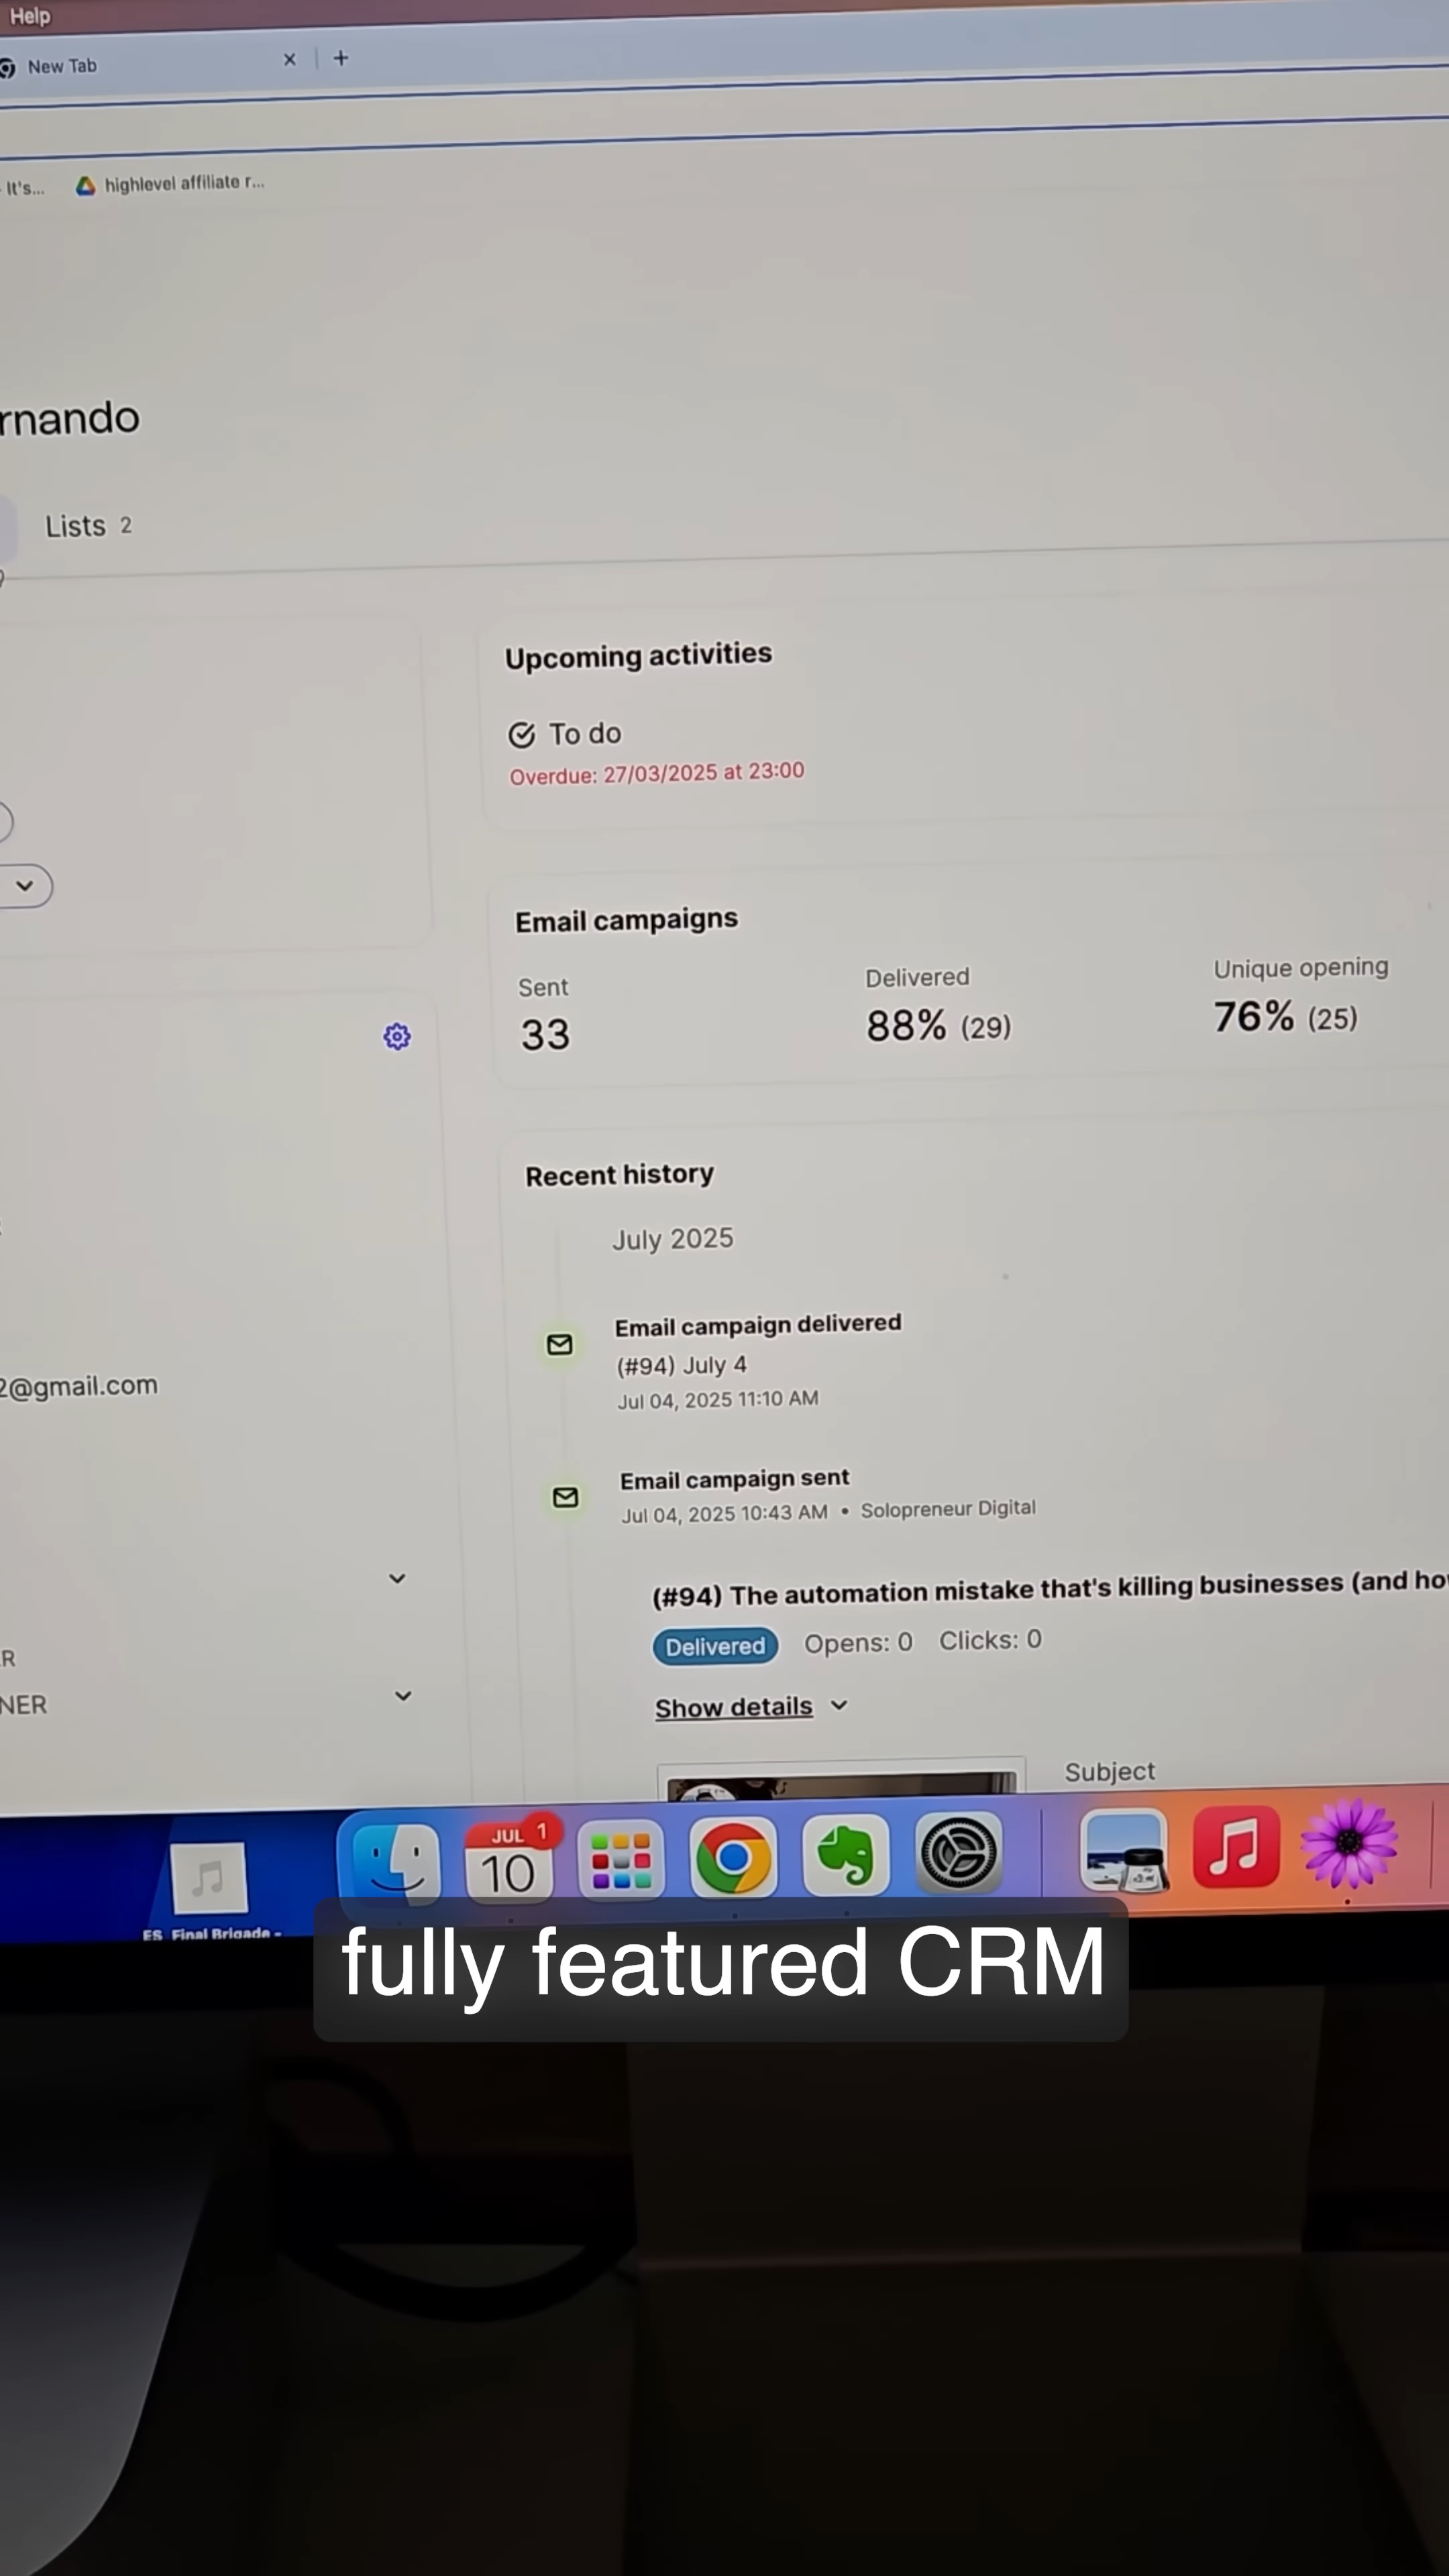 Help
New Tab
It's...
highlevel affiliate r...
rnando
Lists 2
Upcoming activities
To do
Overdue: 27/03/2025 at 23:00
Email campaigns
Sent
Delivered
Unique opening
33
88% (29)
76% (25)
Recent history
July 2025
Email campaign delivered
(#94) July 4
Jul 04, 2025 11:10 AM
2@gmail.com
Email campaign sent
Jul 04, 2025 10:43 AM • Solopreneur Digital
(#94) The automation mistake that's killing businesses (and ho
Delivered Opens: 0 Clicks: 0
R
NER
Show details
Subject
JUL 1
10
ES_Final Brigade -
fully featured CRM